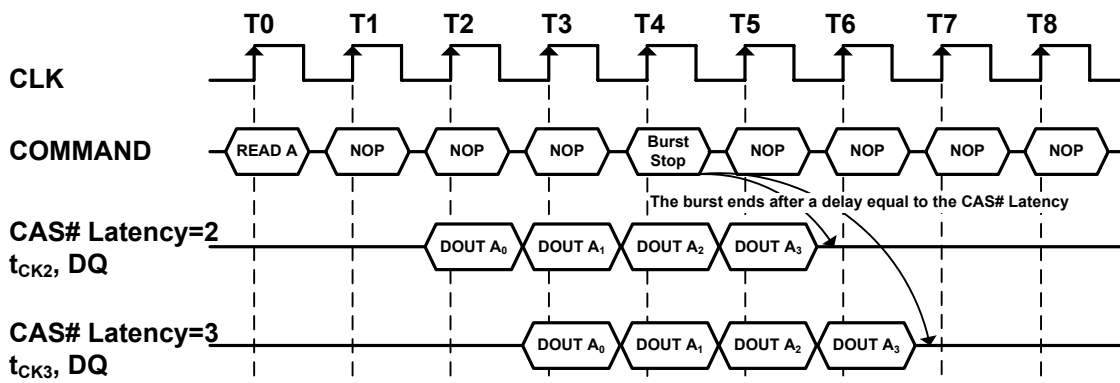 T0 T1 T2 T3 T4 T5 T6 T7 T8
CLK
COMMAND READ A NOP NOP NOP Burst Stop NOP NOP NOP NOP
The burst ends after a delay equal to the CAS# Latency
CAS# Latency=2
t_CK2, DQ DOUT A₀ DOUT A₁ DOUT A₂ DOUT A₃
CAS# Latency=3
t_CK3, DQ DOUT A₀ DOUT A₁ DOUT A₂ DOUT A₃